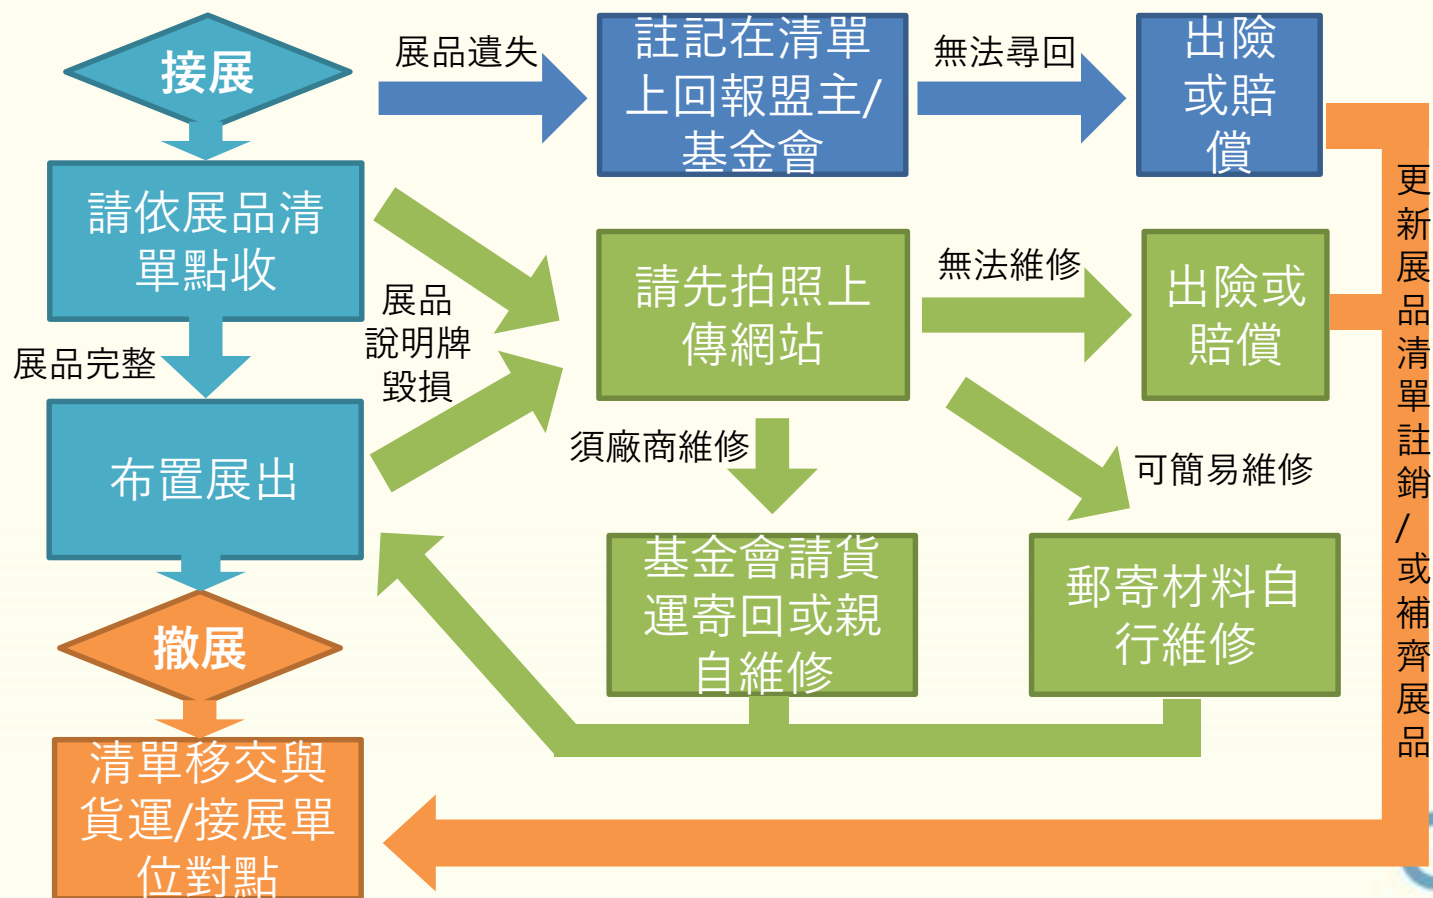 接展
展品遺失
註記在清單
上回報盟主/
基金會
無法尋回
出險
或賠
償
請依展品清
單點收
展品
說明牌
毀損
請先拍照上
傳網站
無法維修
出險或
賠償
更新展品清單註銷/或補齊展品
展品完整
布置展出
須廠商維修
可簡易維修
基金會請貨
運寄回或親
自維修
郵寄材料自
行維修
撤展
清單移交與
貨運/接展單
位對點